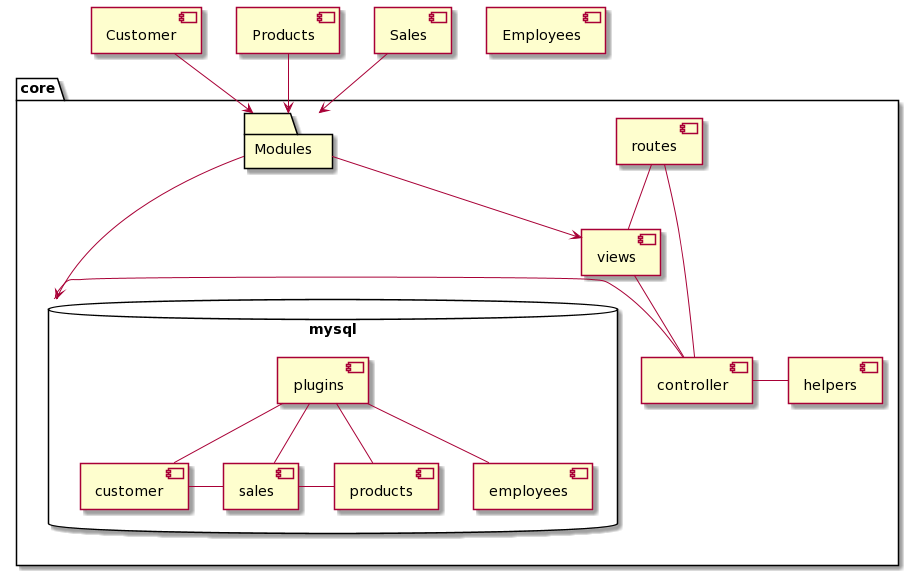 Customer
Products
Sales
Employees
core
Modules
routes
views
mysql
plugins
controller
helpers
customer
sales
products
employees